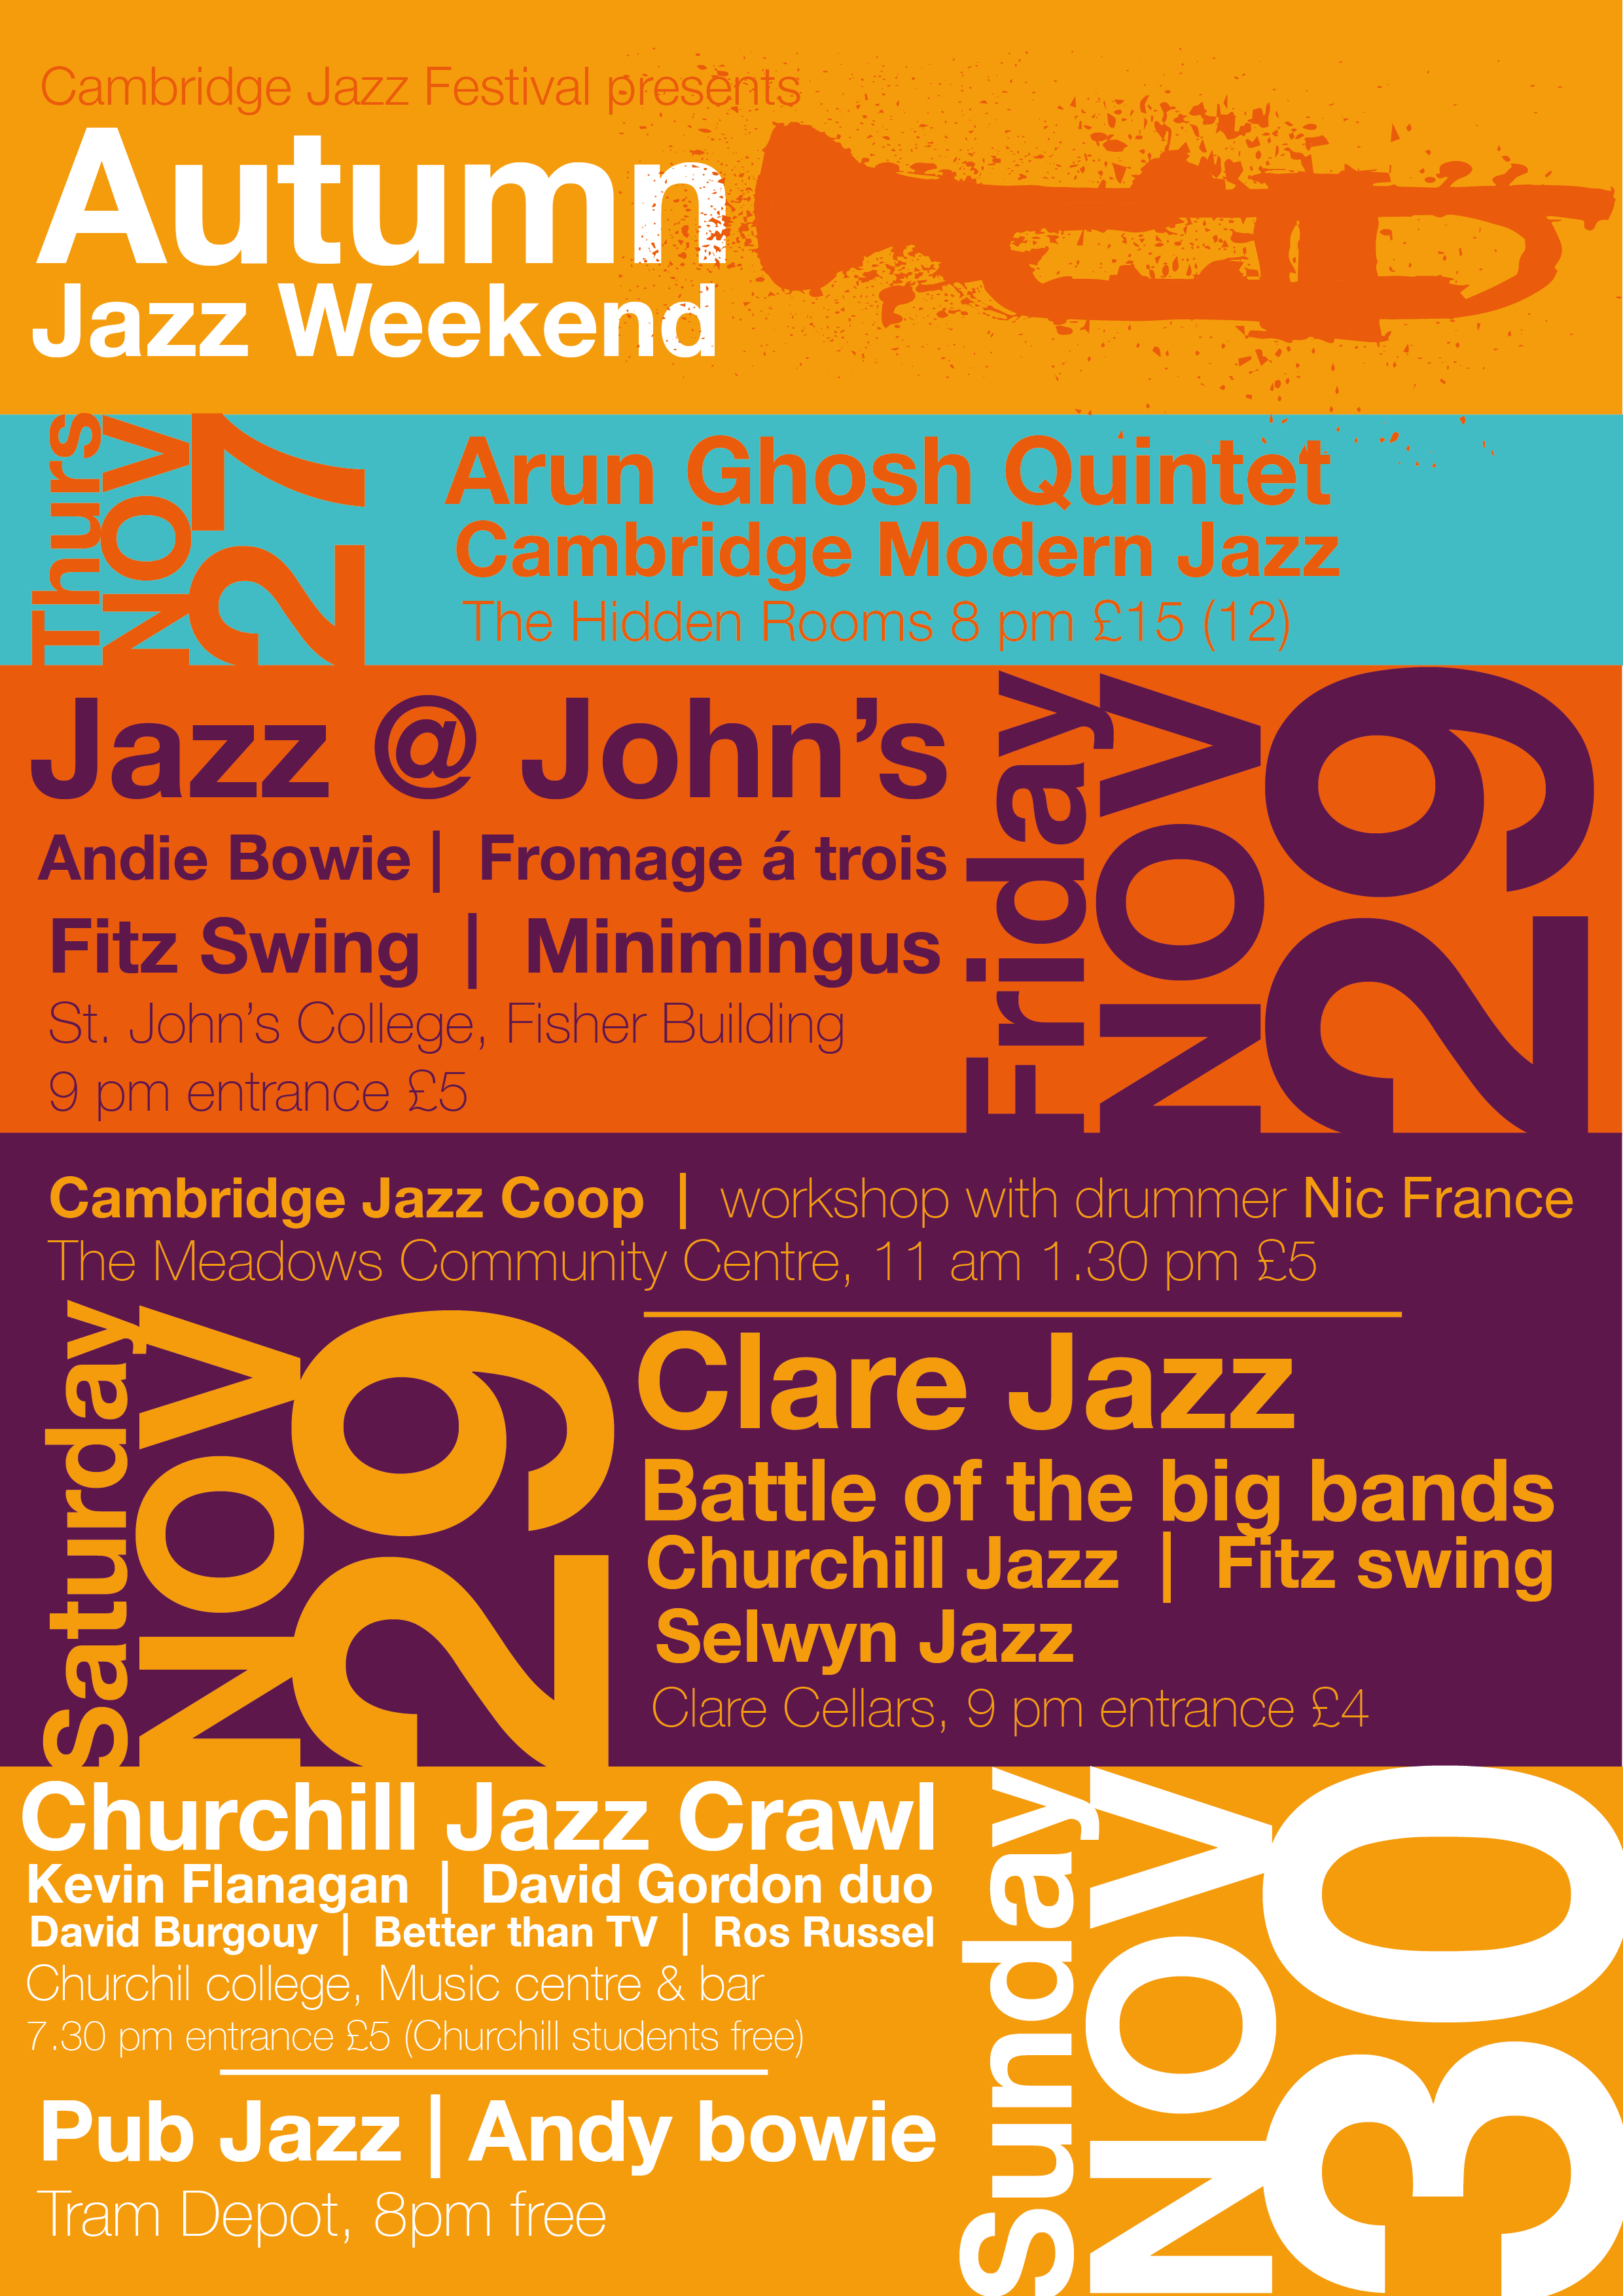 Cambridge Jazz Festival presents
Autumn
Jazz Weekend
Thurs
NOV
27
Arun Ghosh Quintet
Cambridge Modern Jazz
The Hidden Rooms 8 pm £15 (12)
Jazz @ John’s
Andie Bowie | Fromage á trois
Fitz Swing | Minimingus
St. John’s College, Fisher Building
9 pm entrance £5
Friday
NOV
29
Cambridge Jazz Coop | workshop with drummer Nic France
The Meadows Community Centre, 11 am 1.30 pm £5
Saturday
NOV
29
Clare Jazz
Battle of the big bands
Churchill Jazz | Fitz swing
Selwyn Jazz
Clare Cellars, 9 pm entrance £4
Churchill Jazz Crawl
Kevin Flanagan | David Gordon duo
David Burgouy | Better than TV | Ros Russel
Churchil college, Music centre & bar
7.30 pm entrance £5 (Churchill students free)
Pub Jazz | Andy bowie
Tram Depot, 8pm free
Sunday
NOV
30